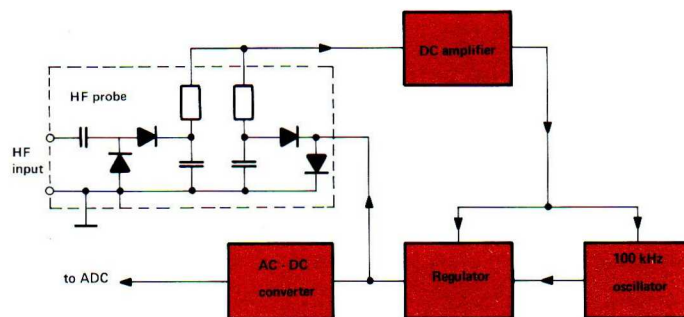 DC amplifier
HF probe
HF
input
to ADC
AC - DC
converter
Regulator
100 kHz
oscillator